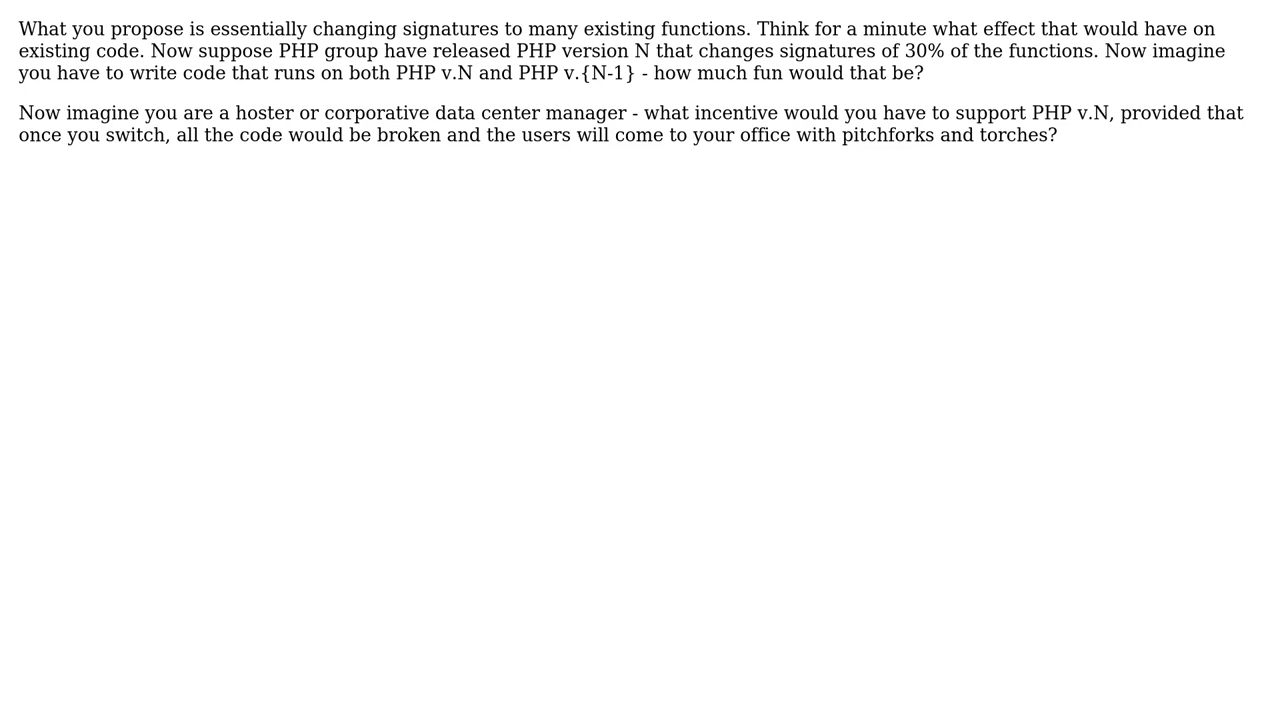 What you propose is essentially changing signatures to many existing functions. Think for a minute what effect that would have on
existing code. Now suppose PHP group have released PHP version N that changes signatures of 30% of the functions. Now imagine
you have to write code that runs on both PHP v.N and PHP v.{N-1} - how much fun would that be?
Now imagine you are a hoster or corporative data center manager - what incentive would you have to support PHP v.N, provided that
once you switch, all the code would be broken and the users will come to your office with pitchforks and torches?